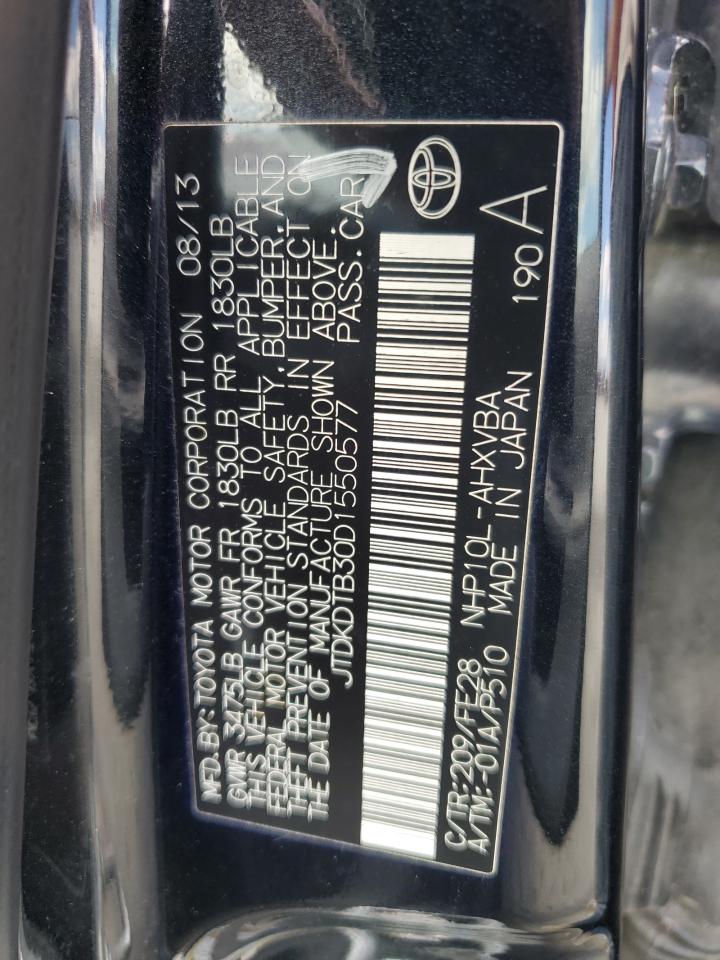 MFD.BY:TOYOTA MOTOR CORPORATION 08/13
GVWR 3475LB GAWR FR 1830LB RR 1830LB
THIS VEHICLE CONFORMS TO ALL APPLICABLE
FEDERAL MOTOR VEHICLE SAFETY,BUMPER,AND
THEFT PREVENTION STANDARDS IN EFFECT ON
THE DATE OF MANUFACTURE SHOWN ABOVE.
JTDKDTB30D1550577 PASS.CAR
C/TR:209/FE28 NHP10L-AHXVBA 190 A
A/TM:-01A/P510 MADE IN JAPAN